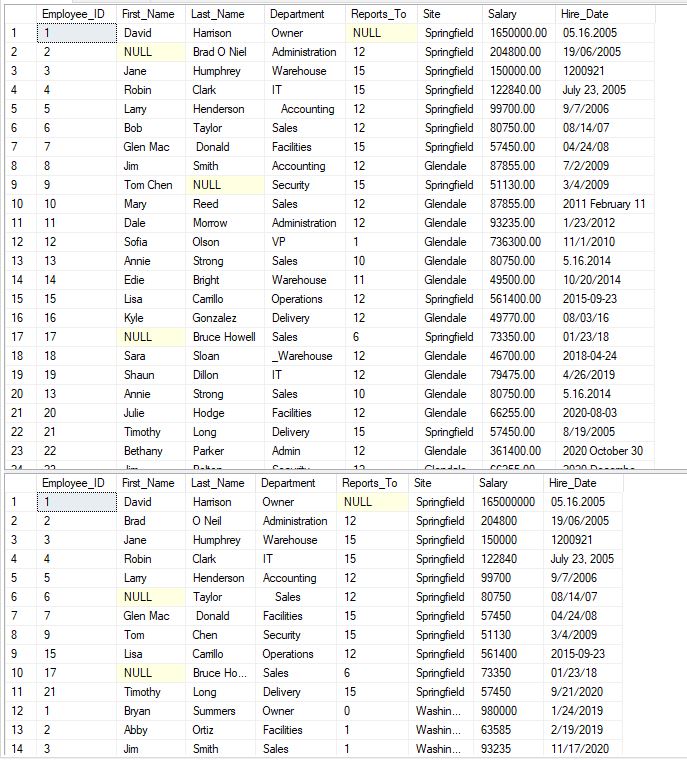 Employee_ID First_Name Last_Name Department Reports_To Site Salary Hire_Date
1 1 David Harrison Owner NULL Springfield 1650000.00 05.16.2005
2 2 NULL Brad O Niel Administration 12 Springfield 204800.00 19/06/2005
3 3 Jane Humphrey Warehouse 15 Springfield 150000.00 1200921
4 4 Robin Clark IT 15 Springfield 122840.00 July 23, 2005
5 5 Larry Henderson Accounting 12 Springfield 99700.00 9/7/2006
6 6 Bob Taylor Sales 12 Springfield 80750.00 08/14/07
7 7 Glen Mac Donald Facilities 15 Springfield 57450.00 04/24/08
8 8 Jim Smith Accounting 12 Glendale 87855.00 7/2/2009
9 9 Tom Chen NULL Security 15 Springfield 51130.00 3/4/2009
10 10 Mary Reed Sales 12 Glendale 87855.00 2011 February 11
11 11 Dale Morrow Administration 12 Glendale 93235.00 1/23/2012
12 12 Sofia Olson VP 1 Glendale 736300.00 11/1/2010
13 13 Annie Strong Sales 10 Glendale 80750.00 5.16.2014
14 14 Edie Bright Warehouse 11 Glendale 49500.00 10/20/2014
15 15 Lisa Carrillo Operations 12 Springfield 561400.00 2015-09-23
16 16 Kyle Gonzalez Delivery 12 Glendale 49770.00 08/03/16
17 17 NULL Bruce Howell Sales 6 Springfield 73350.00 01/23/18
18 18 Sara Sloan _Warehouse 12 Glendale 46700.00 2018-04-24
19 19 Shaun Dillon IT 12 Glendale 79475.00 4/26/2019
20 13 Annie Strong Sales 10 Glendale 80750.00 5.16.2014
21 20 Julie Hodge Facilities 12 Glendale 66255.00 2020-08-03
22 21 Timothy Long Delivery 15 Springfield 57450.00 8/19/2005
23 22 Bethany Parker Admin 12 Glendale 361400.00 2020 October 30
Employee_ID First_Name Last_Name Department Reports_To Site Salary Hire_Date
1 1 David Harrison Owner NULL Springfield 165000000 05.16.2005
2 2 Brad O Neil Administration 12 Springfield 204800 19/06/2005
3 3 Jane Humphrey Warehouse 15 Springfield 150000 1200921
4 4 Robin Clark IT 15 Springfield 122840 July 23, 2005
5 5 Larry Henderson Accounting 12 Springfield 99700 9/7/2006
6 6 NULL Taylor Sales 12 Springfield 80750 08/14/07
7 7 Glen Mac Donald Facilities 15 Springfield 57450 04/24/08
8 9 Tom Chen Security 15 Springfield 51130 3/4/2009
9 15 Lisa Carrillo Operations 12 Springfield 561400 2015-09-23
10 17 NULL Bruce Ho... Sales 6 Springfield 73350 01/23/18
11 21 Timothy Long Delivery 15 Springfield 57450 9/21/2020
12 1 Bryan Summers Owner 0 Washin... 980000 1/24/2019
13 2 Abby Ortiz Facilities 1 Washin... 63585 2/19/2019
14 3 Jim Smith Sales 1 Washin... 93235 11/17/2020